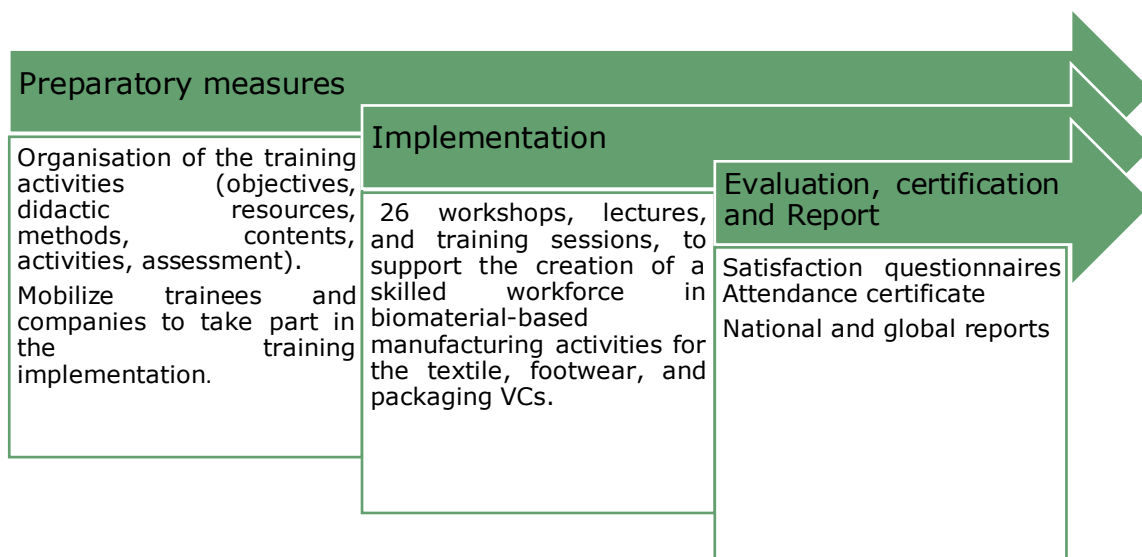 Preparatory measures
Organisation of the training
activities (objectives,
didactic resources,
methods, contents,
activities, assessment).
Mobilize trainees and
companies to take part in
the training
implementation.
Implementation
26 workshops, lectures,
and training sessions, to
support the creation of a
skilled workforce in
biomaterial-based
manufacturing activities for
the textile, footwear, and
packaging VCs.
Evaluation, certification
and Report
Satisfaction questionnaires
Attendance certificate
National and global reports